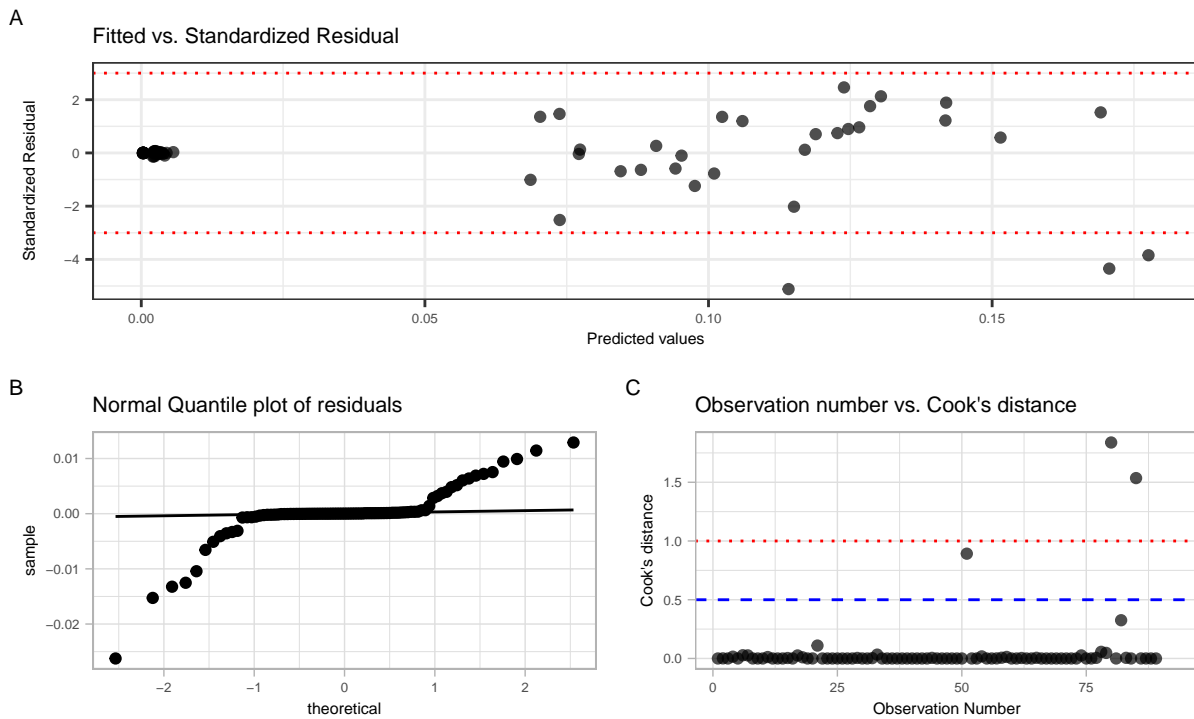 A
Fitted vs. Standardized Residual
Standardized Residual
2
0
−2
−4
0.00
0.05
0.10
0.15
Predicted values
B
Normal Quantile plot of residuals
sample
0.01
0.00
−0.01
−0.02
−2
−1
0
1
2
theoretical
C
Observation number vs. Cook's distance
Cook's distance
1.5
1.0
0.5
0.0
0
25
50
75
Observation Number